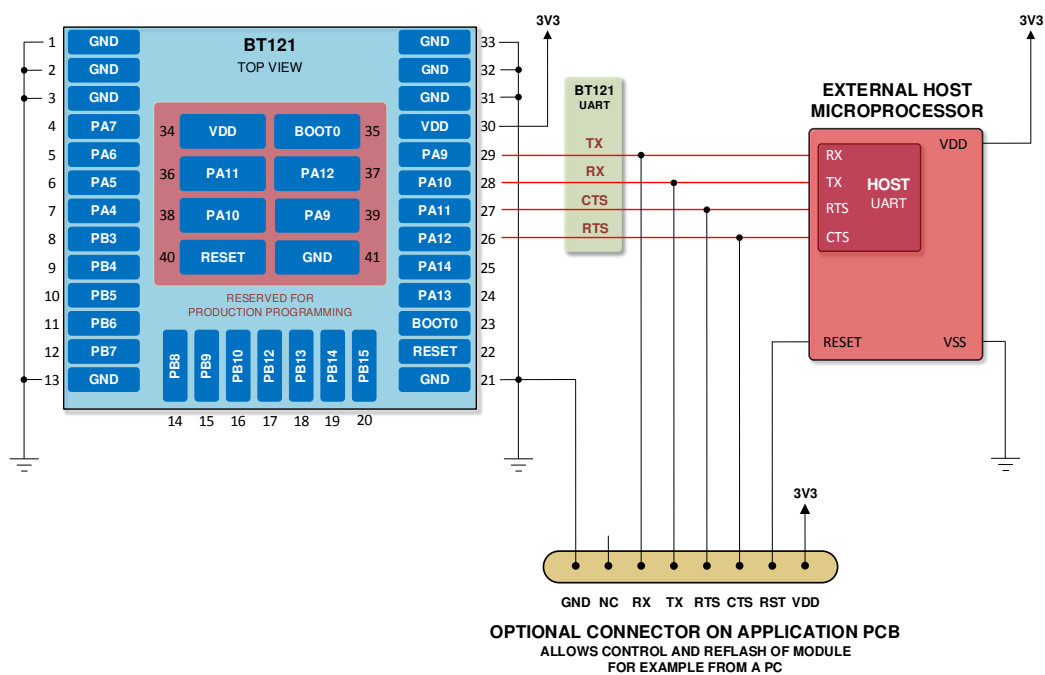 BT121
TOP VIEW
1 GND
2 GND
3 GND
4 PA7
5 PA6
6 PA5
7 PA4
8 PB3
9 PB4
10 PB5
11 PB6
12 PB7
13 GND
34 VDD BOOT0 35
36 PA11 PA12 37
38 PA10 PA9 39
40 RESET GND 41
RESERVED FOR
PRODUCTION PROGRAMMING
PB8 PB9 PB10 PB12 PB13 PB14 PB15
14 15 16 17 18 19 20
GND 33
GND 32
GND 31
VDD 30
PA9 29
PA10 28
PA11 27
PA12 26
PA14 25
PA13 24
BOOT0 23
RESET 22
GND 21
3V3
BT121
UART
TX
RX
CTS
RTS
3V3
EXTERNAL HOST
MICROPROCESSOR
VDD
RX
TX
RTS
CTS
HOST
UART
RESET VSS
3V3
GND NC RX TX RTS CTS RST VDD
OPTIONAL CONNECTOR ON APPLICATION PCB
ALLOWS CONTROL AND REFLASH OF MODULE
FOR EXAMPLE FROM A PC